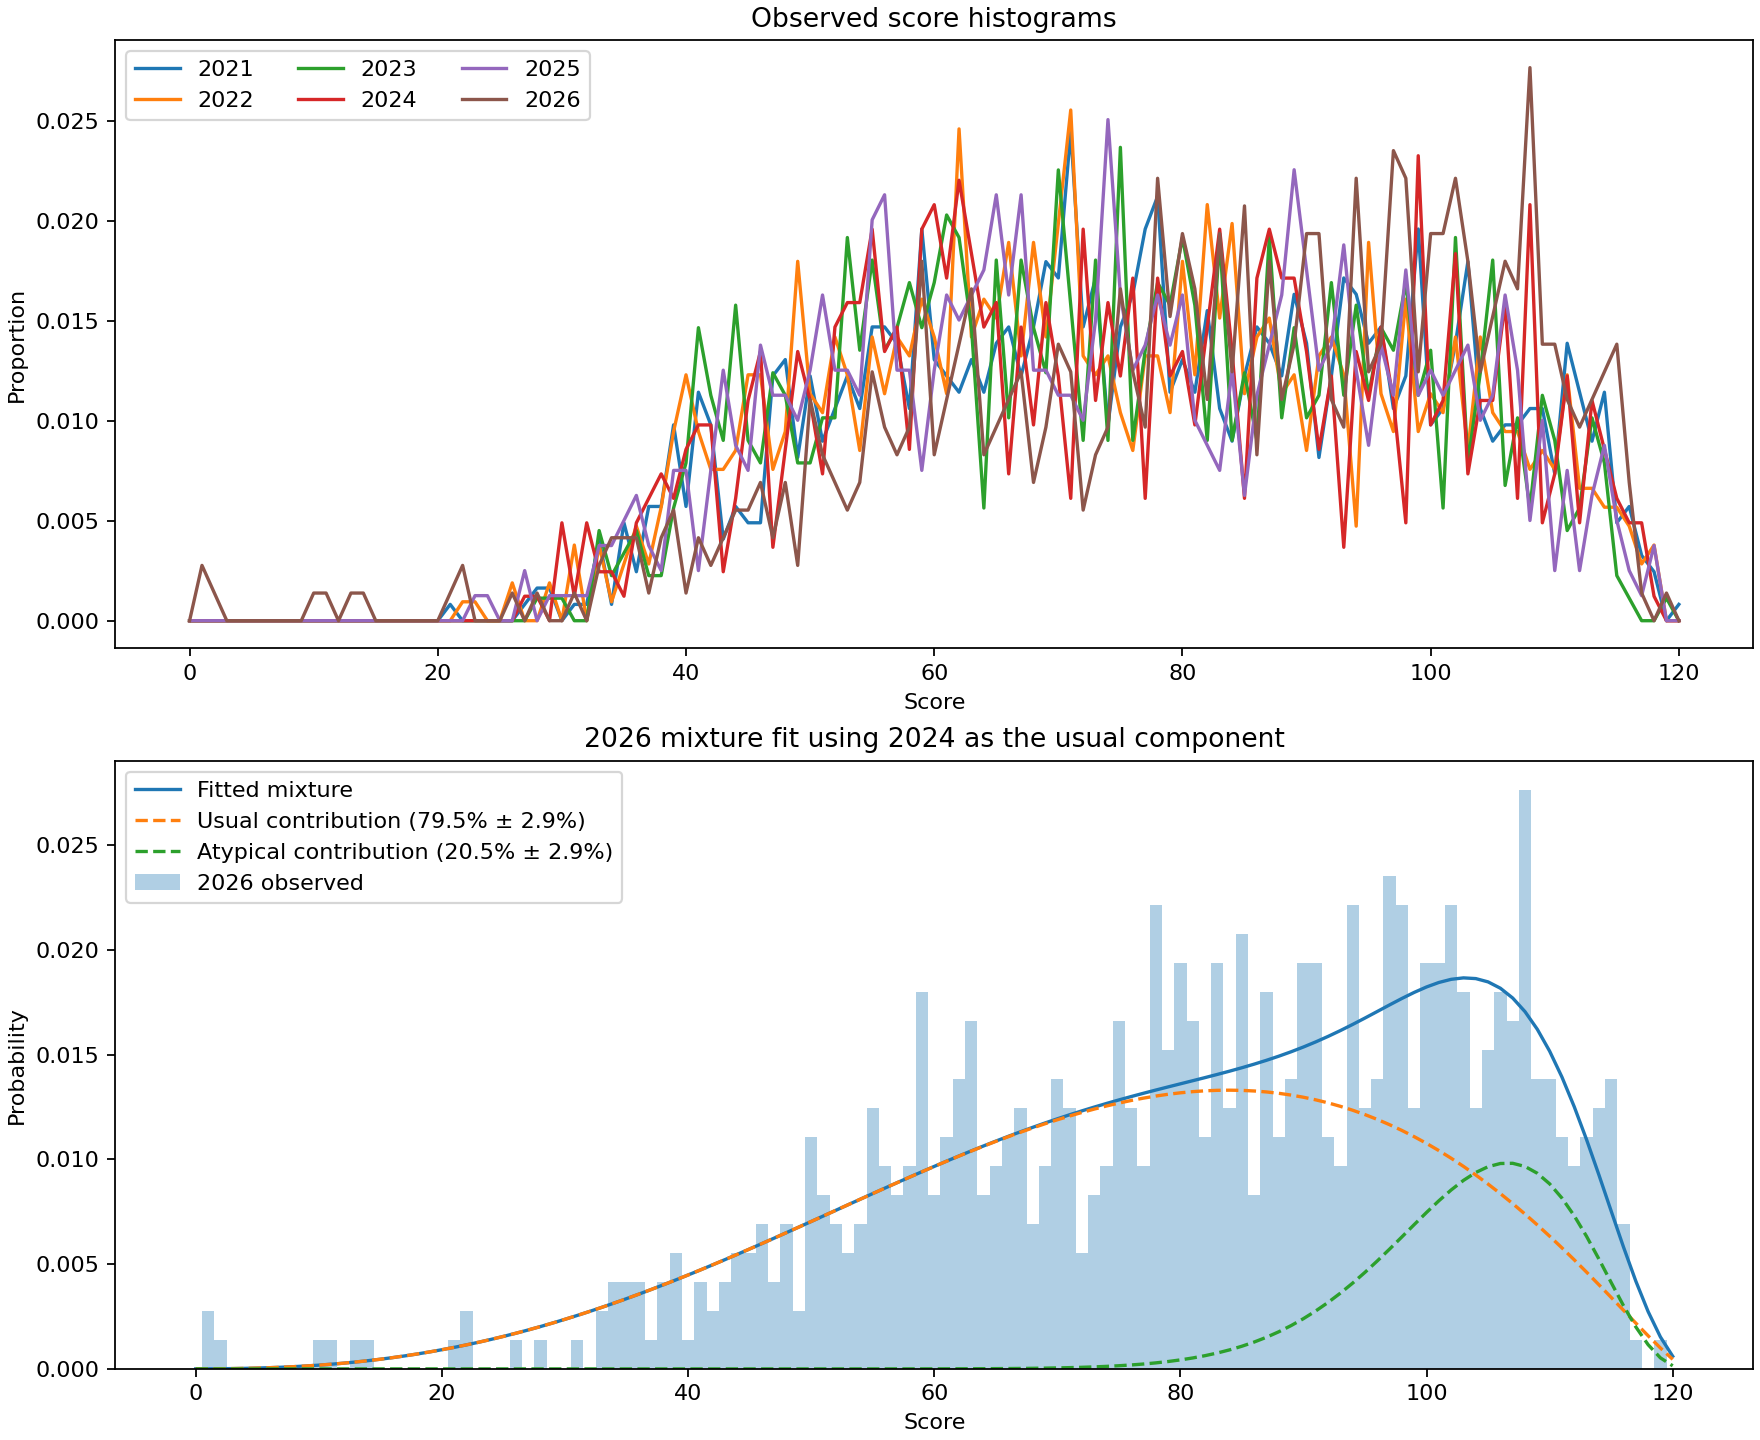 Observed score histograms
2021 2023 2025
2022 2024 2026
0.025
0.020
0.015
0.010
0.005
0.000
Proportion
0 20 40 60 80 100 120
Score
2026 mixture fit using 2024 as the usual component
Fitted mixture
Usual contribution (79.5% ± 2.9%)
Atypical contribution (20.5% ± 2.9%)
2026 observed
0.025
0.020
0.015
0.010
0.005
0.000
Probability
0 20 40 60 80 100 120
Score